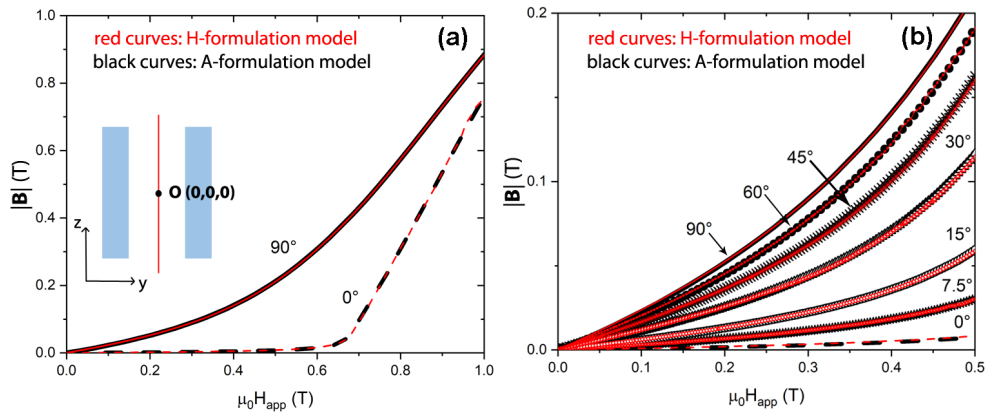 (a)
red curves: H-formulation model
black curves: A-formulation model
1.0
0.8
0.6
0.4
0.2
0.0
|B| (T)
O (0,0,0)
z
y
90°
0°
0.0 0.2 0.4 0.6 0.8 1.0
μ₀Happ (T)
(b)
red curves: H-formulation model
black curves: A-formulation model
0.2
0.1
0.0
|B| (T)
90°
60°
45°
30°
15°
7.5°
0°
0.0 0.1 0.2 0.3 0.4 0.5
μ₀Happ (T)